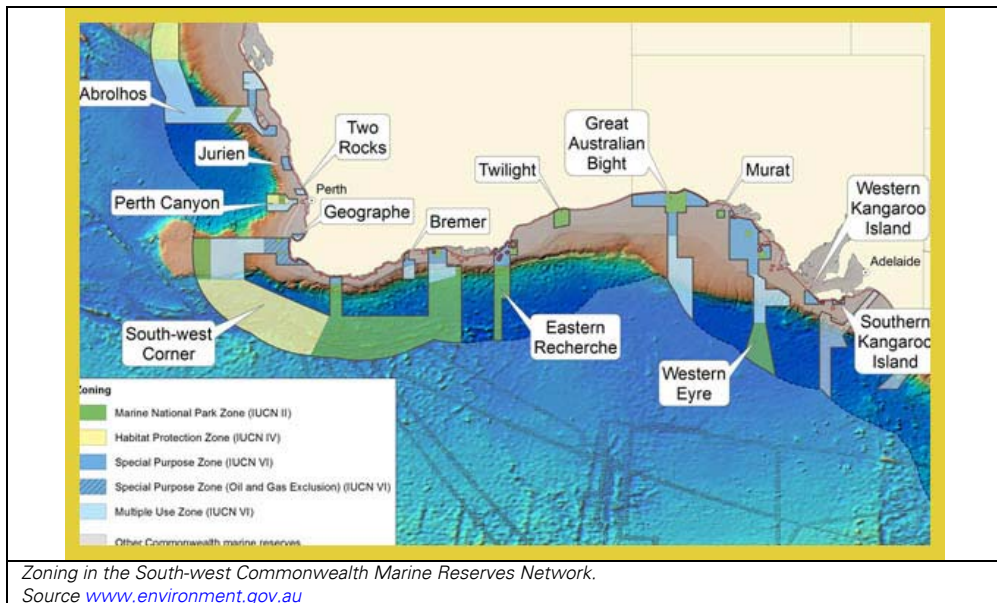 Abrolhos
Jurien
Two
Rocks
Perth
Perth Canyon
Geographe
Bremer
Twilight
Great
Australian
Bight
Murat
Western
Kangaroo
Island
Adelaide
South-west
Corner
Eastern
Recherche
Western
Eyre
Southern
Kangaroo
Island
Zoning
Marine National Park Zone (IUCN II)
Habitat Protection Zone (IUCN IV)
Special Purpose Zone (IUCN VI)
Special Purpose Zone (Oil and Gas Exclusion) (IUCN VI)
Multiple Use Zone (IUCN VI)
Other Commonwealth marine reserves
Zoning in the South-west Commonwealth Marine Reserves Network.
Source www.environment.gov.au